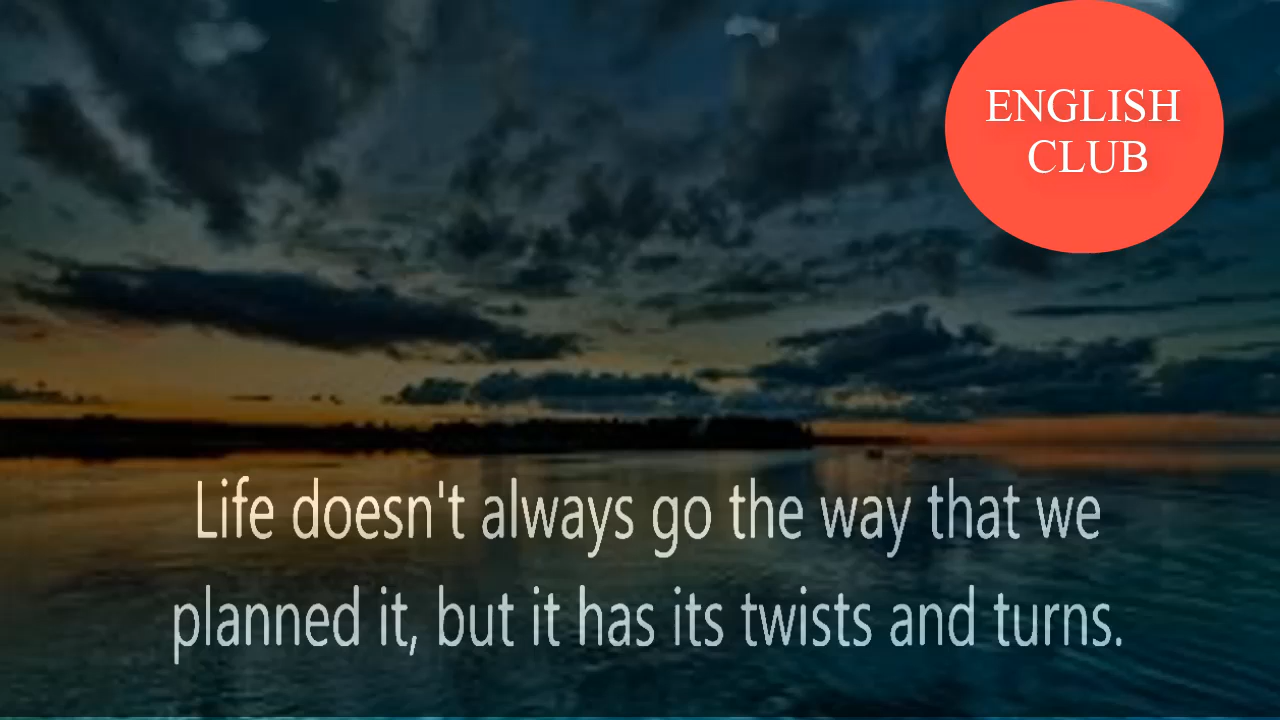 ENGLISH
CLUB
Life doesn't always go the way that we
planned it, but it has its twists and turns.